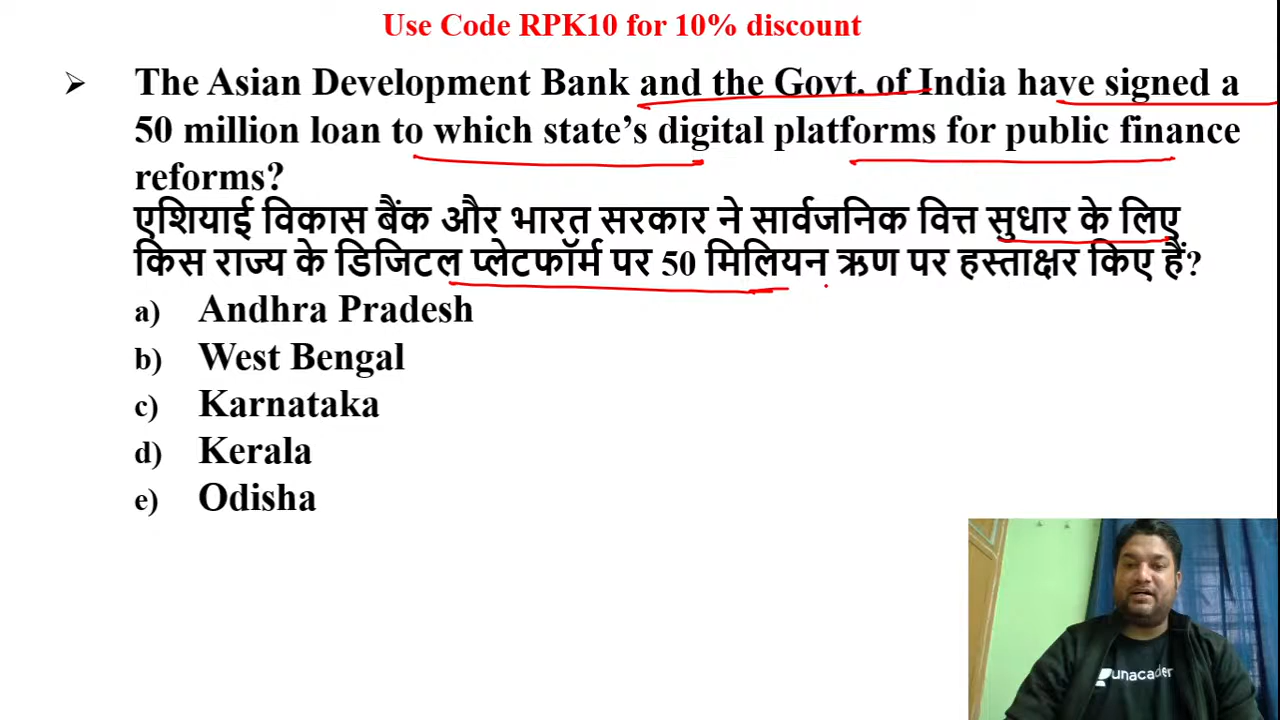 Use Code RPK10 for 10% discount
➢ The Asian Development Bank and the Govt. of India have signed a
50 million loan to which state’s digital platforms for public finance
reforms?
एशियाई विकास बैंक और भारत सरकार ने सार्वजनिक वित्त सुधार के लिए
किस राज्य के डिजिटल प्लेटफॉर्म पर 50 मिलियन ऋण पर हस्ताक्षर किए हैं?
a) Andhra Pradesh
b) West Bengal
c) Karnataka
d) Kerala
e) Odisha